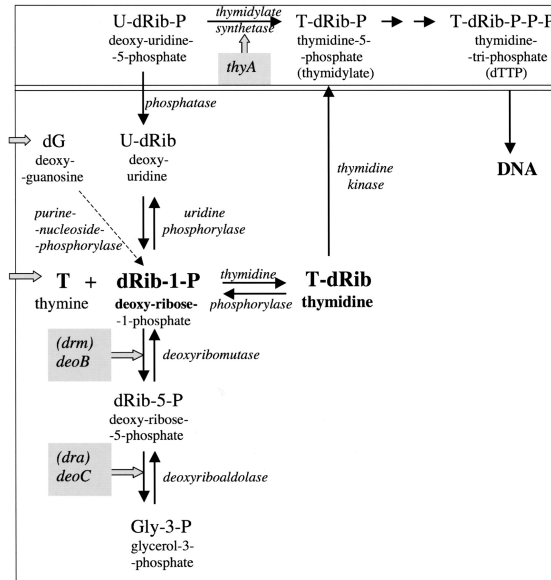 U-dRib-P
deoxy-uridine-
-5-phosphate
thymidylate
synthetase
thyA
T-dRib-P
thymidine-5-
-phosphate
(thymidylate)
T-dRib-P-P-P
thymidine-
-tri-phosphate
(dTTP)
phosphatase
dG
deoxy-
-guanosine
U-dRib
deoxy-
uridine
thymidine
kinase
DNA
purine-
-nucleoside-
-phosphorylase
uridine
phosphorylase
T + dRib-1-P
thymine
deoxy-ribose-
-1-phosphate
thymidine
phosphorylase
T-dRib
thymidine
(drm)
deoB
deoxyribomutase
dRib-5-P
deoxy-ribose-
-5-phosphate
(dra)
deoC
deoxyriboaldolase
Gly-3-P
glycerol-3-
-phosphate